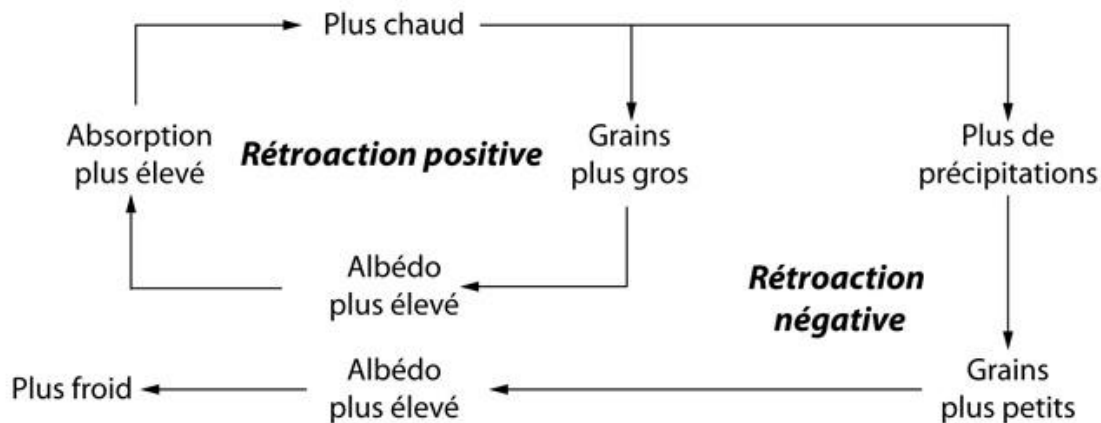 Plus chaud
Absorption
plus élevé
Rétroaction positive
Grains
plus gros
Plus de
précipitations
Albédo
plus élevé
Rétroaction
négative
Plus froid
Albédo
plus élevé
Grains
plus petits